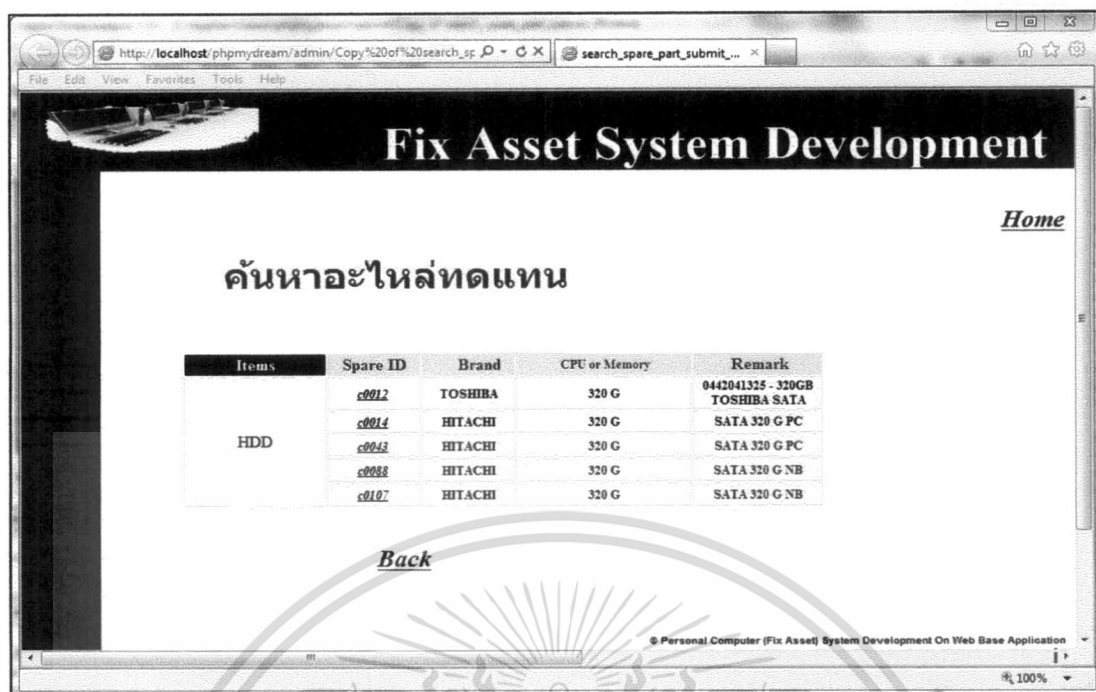 http://localhost/phpmydream/admin/Copy%20of%20search_sp
search_spare_part_submit_...
File Edit View Favorites Tools Help
Fix Asset System Development
Home
ค้นหาอะไหล่ทดแทน
Items Spare ID Brand CPU or Memory Remark
HDD
c0012 TOSHIBA 320 G 0442041325 - 320GB TOSHIBA SATA
c0014 HITACHI 320 G SATA 320 G PC
c0043 HITACHI 320 G SATA 320 G PC
c0088 HITACHI 320 G SATA 320 G NB
c0107 HITACHI 320 G SATA 320 G NB
Back
© Personal Computer (Fix Asset) System Development On Web Base Application
100%